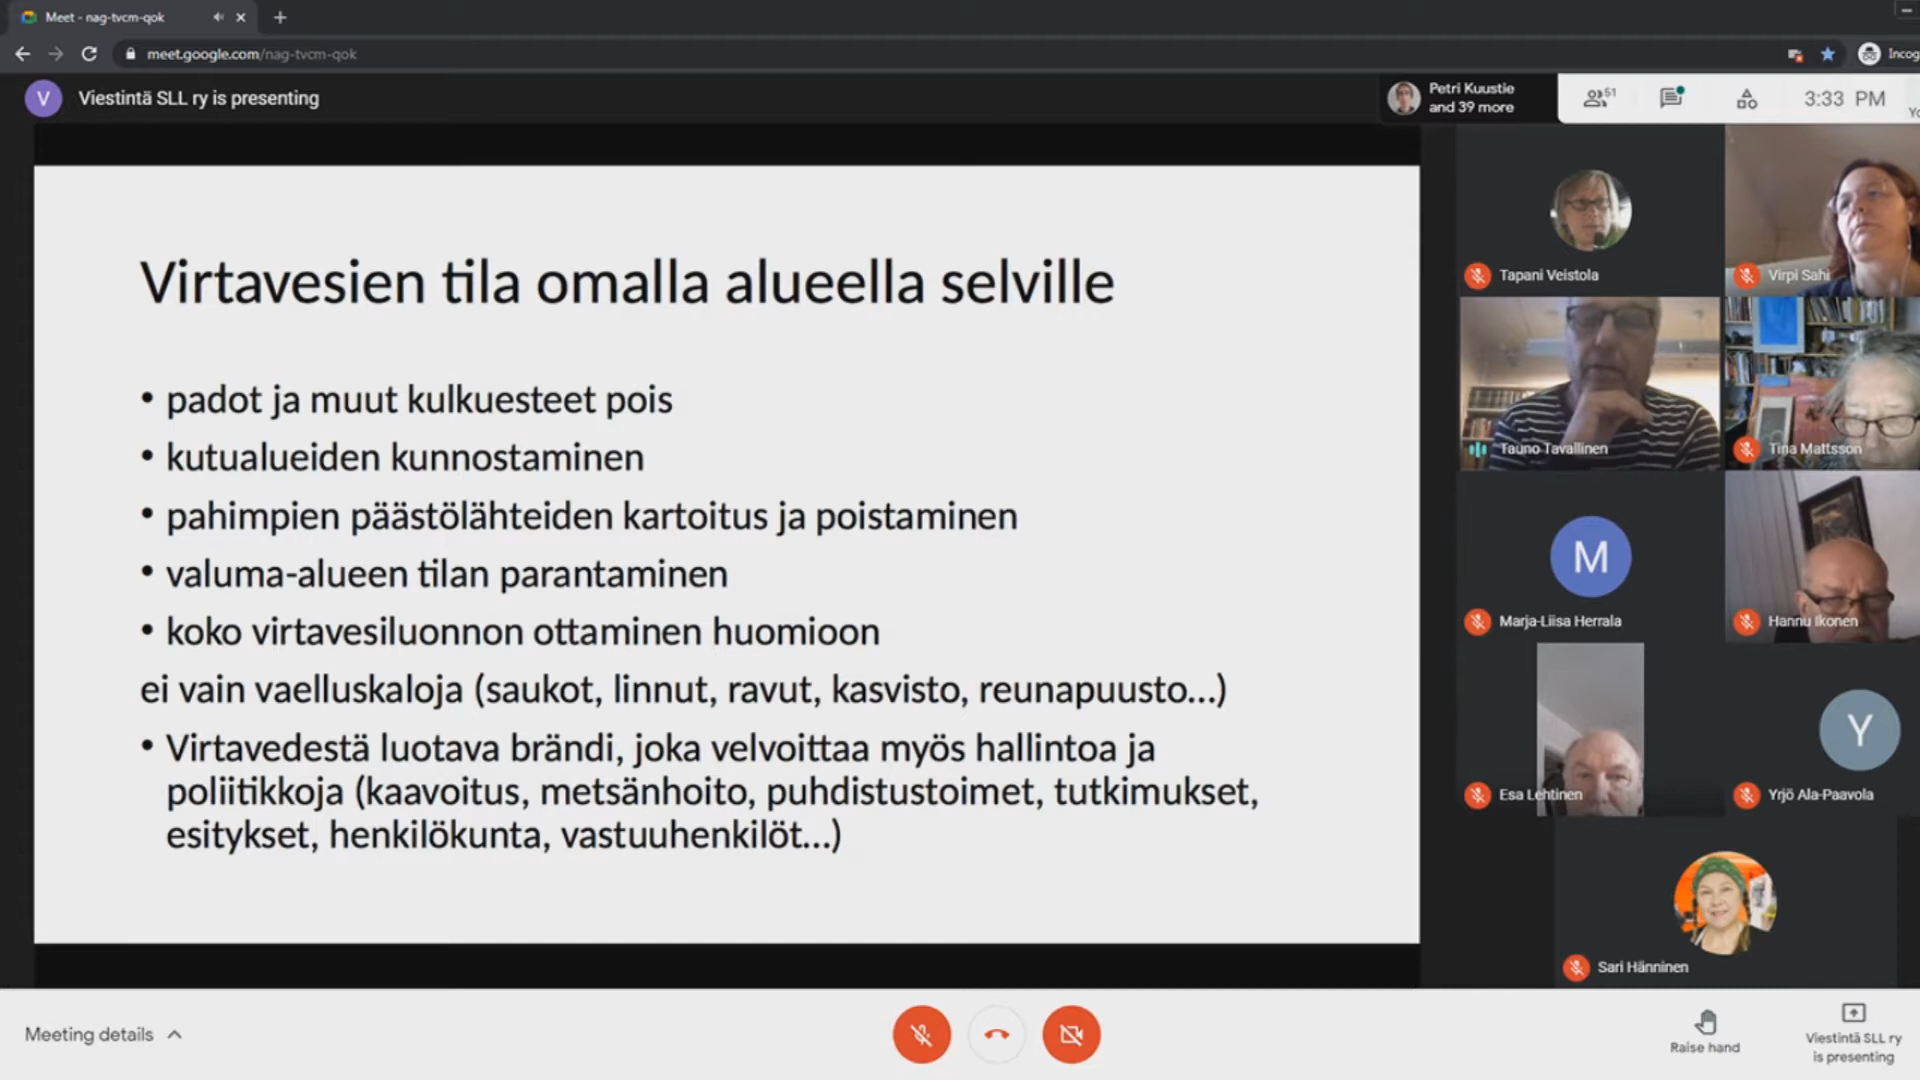 Meet - nag-tvcm-qok
meet.google.com/nag-tvcm-qok
Incog
V
Viestintä SLL ry is presenting
Petri Kuustie
and 39 more
51
3:33 PM
Yo
Virtavesien tila omalla alueella selville
• padot ja muut kulkuesteet pois
• kutualueiden kunnostaminen
• pahimpien päästölähteiden kartoitus ja poistaminen
• valuma-alueen tilan parantaminen
• koko virtavesiluonnon ottaminen huomioon
ei vain vaelluskaloja (saukot, linnut, ravut, kasvisto, reunapuusto...)
• Virtavedestä luotava brändi, joka velvoittaa myös hallintoa ja
poliitikkoja (kaavoitus, metsänhoito, puhdistustoimet, tutkimukset,
esitykset, henkilökunta, vastuuhenkilöt...)
Tapani Veistola
Virpi Sahi
Tauno Tavallinen
Tina Mattsson
M
Marja-Liisa Herrala
Hannu Ikonen
Esa Lehtinen
Y
Yrjö Ala-Paavola
Sari Hänninen
Meeting details
Raise hand
Viestintä SLL ry
is presenting